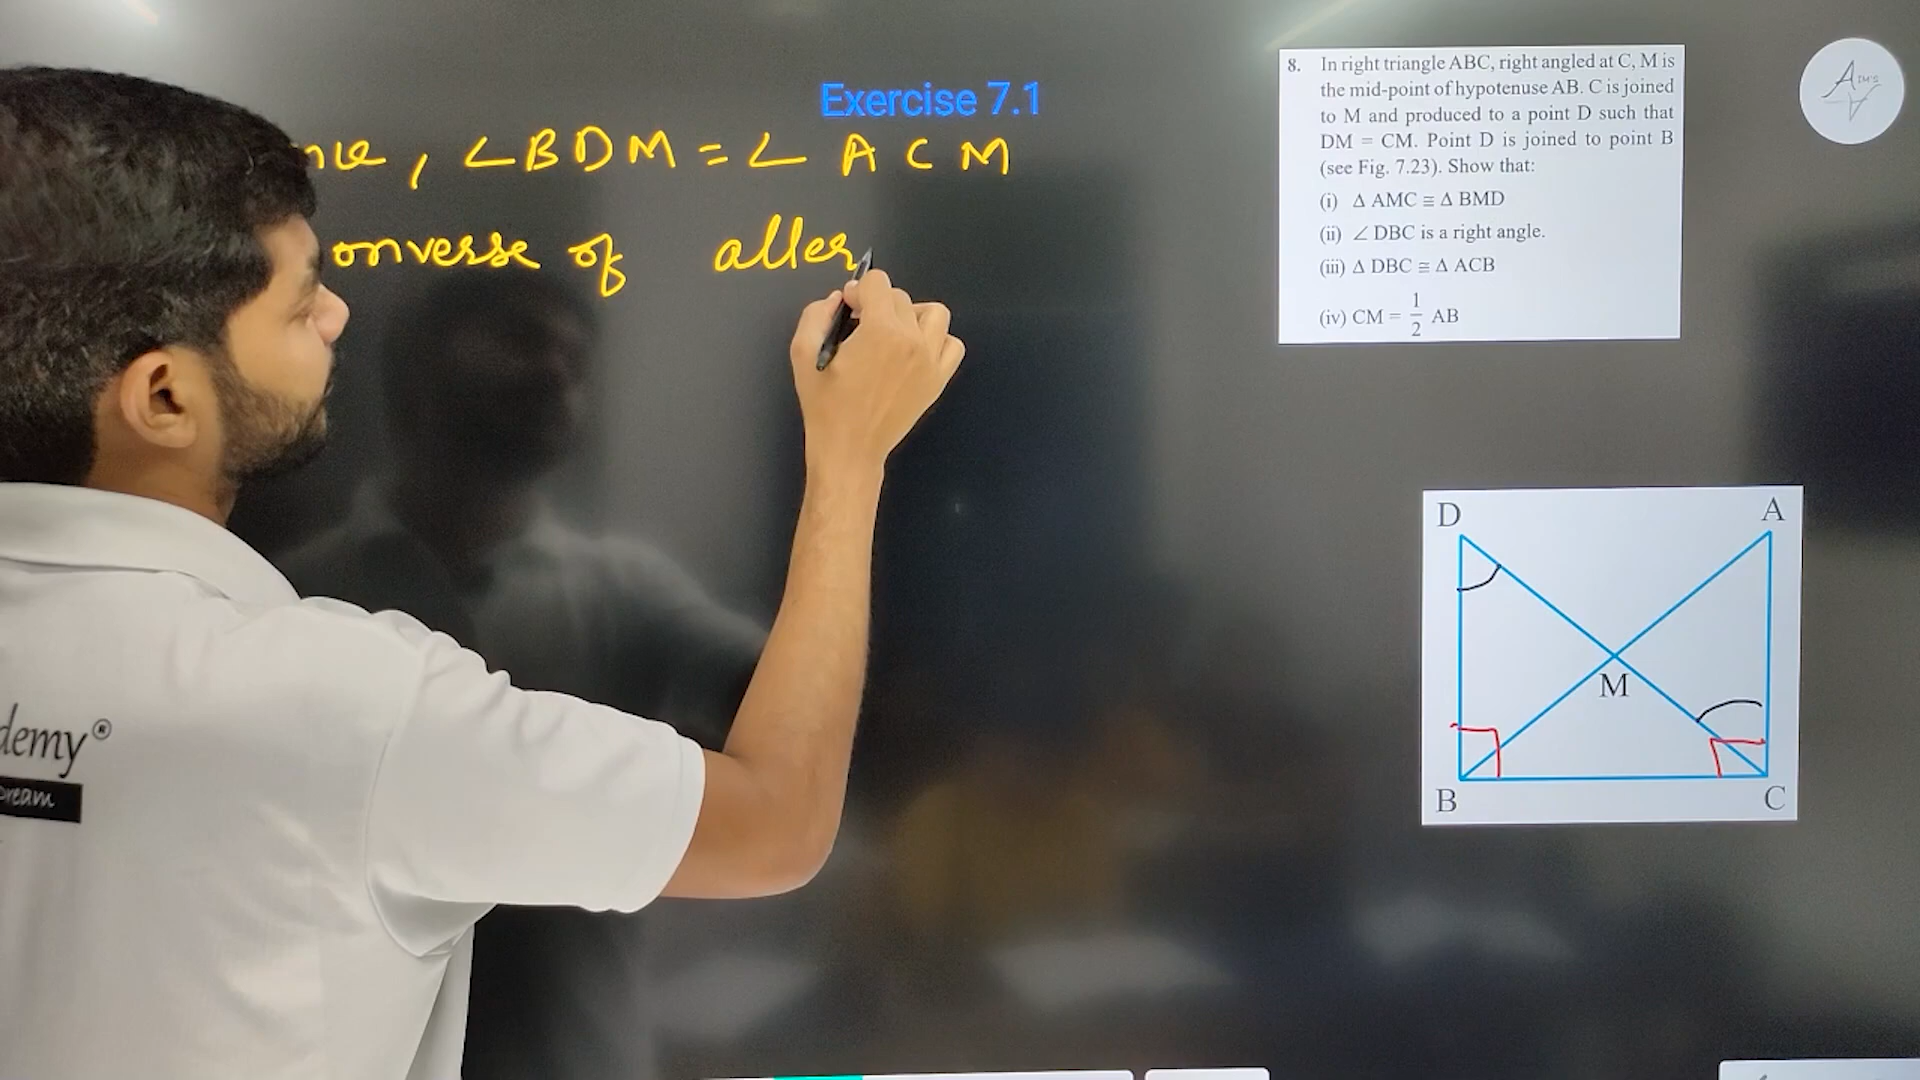 Exercise 7.1
, ∠BDM = ∠ACM
onverse of alter
8. In right triangle ABC, right angled at C, M is
the mid-point of hypotenuse AB. C is joined
to M and produced to a point D such that
DM = CM. Point D is joined to point B
(see Fig. 7.23). Show that:
(i) Δ AMC ≅ Δ BMD
(ii) ∠ DBC is a right angle.
(iii) Δ DBC ≅ Δ ACB
(iv) CM = 1/2 AB
AIM'S
D A
M
B C
demy®
Dream